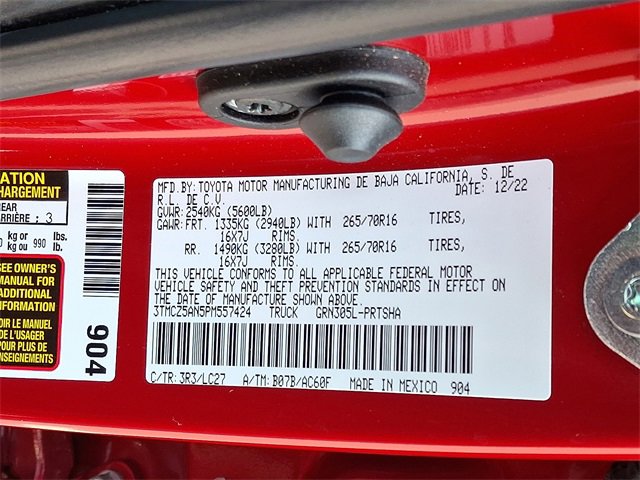 ATION
HARGEMENT
REAR
ARRIÈRE : 3
kg or lbs.
kg ou 990 lb.
SEE OWNER'S
MANUAL FOR
ADDITIONAL
INFORMATION
OIR LE MANUEL
DE L'USAGER
POUR PLUS DE
ENSEIGNEMENTS
904
MFD.BY: TOYOTA MOTOR MANUFACTURING DE BAJA CALIFORNIA, S. DE
R.L. DE C.V. DATE: 12/22
GVWR: 2540KG (5600LB)
GAWR: FRT. 1335KG (2940LB) WITH 265/70R16 TIRES,
16X7J RIMS.
RR. 1490KG (3280LB) WITH 265/70R16 TIRES,
16X7J RIMS.
THIS VEHICLE CONFORMS TO ALL APPLICABLE FEDERAL MOTOR
VEHICLE SAFETY AND THEFT PREVENTION STANDARDS IN EFFECT ON
THE DATE OF MANUFACTURE SHOWN ABOVE.
3TMCZ5AN5PM557424 TRUCK GRN305L-PRTSHA
C/TR: 3R3/LC27 A/TM: B07B/AC60F MADE IN MEXICO 904